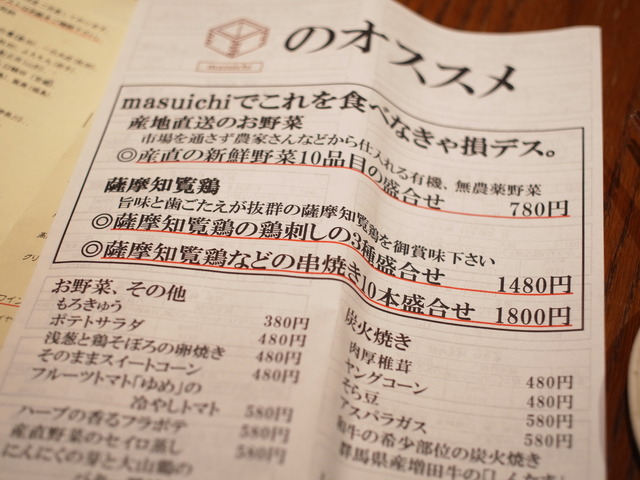 masuichi
のオススメ
masuichiでこれを食べなきゃ損デス。
産地直送のお野菜
市場を通さず農家さんなどから仕入れる有機、無農薬野菜
◎産直の新鮮野菜10品目の盛合せ 780円
薩摩知覧鶏
旨味と歯ごたえが抜群の薩摩知覧鶏を御賞味下さい
◎薩摩知覧鶏の鶏刺しの3種盛合せ 1480円
◎薩摩知覧鶏などの串焼き10本盛合せ 1800円
お野菜、その他
もろきゅう 380円
ポテトサラダ 480円
浅葱と鶏そぼろの卵焼き 480円
そのままスイートコーン 480円
フルーツトマト「ゆめ」の
冷やしトマト 580円
ハーブの香るフラポテ 580円
産直野菜のセイロ蒸し 580円
にんにくの芽と大山鶏の
炭火焼き
肉厚椎茸 480円
ヤングコーン 480円
そら豆 580円
アスパラガス 580円
和牛の希少部位の炭火焼き
群馬県産増田牛の